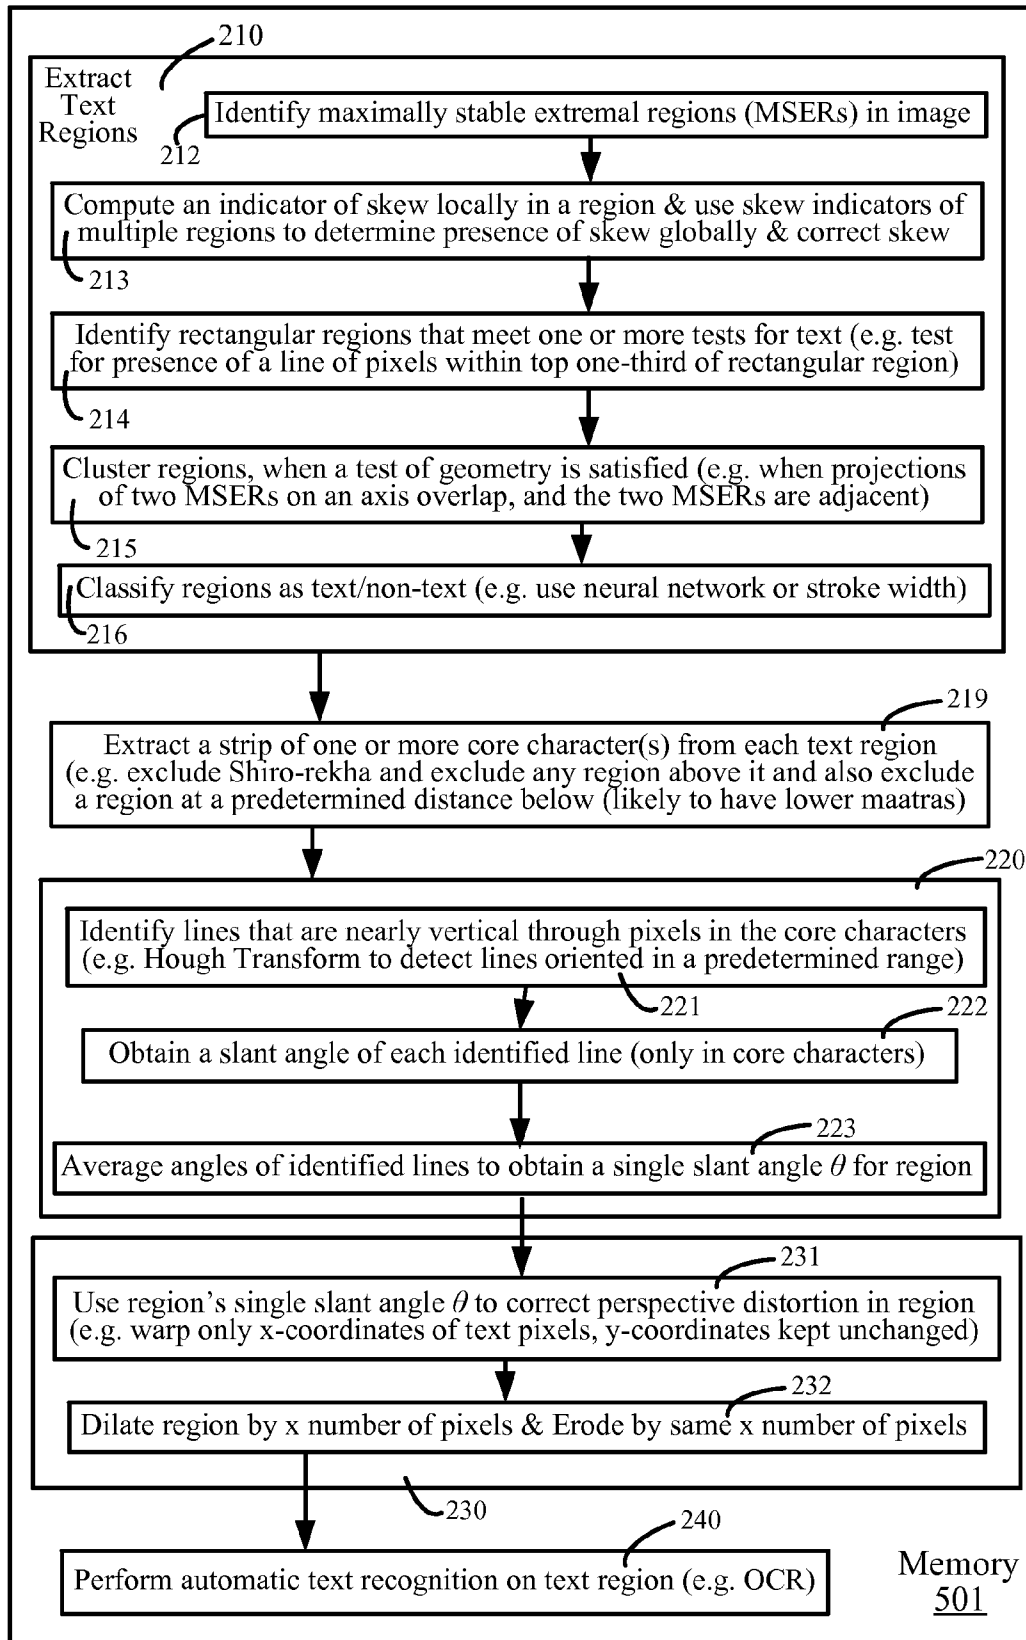 210
Extract
Text
Regions
Identify maximally stable extremal regions (MSERs) in image
212
Compute an indicator of skew locally in a region & use skew indicators of
multiple regions to determine presence of skew globally & correct skew
213
Identify rectangular regions that meet one or more tests for text (e.g. test
for presence of a line of pixels within top one-third of rectangular region)
214
Cluster regions, when a test of geometry is satisfied (e.g. when projections
of two MSERs on an axis overlap, and the two MSERs are adjacent)
215
Classify regions as text/non-text (e.g. use neural network or stroke width)
216
219
Extract a strip of one or more core character(s) from each text region
(e.g. exclude Shiro-rekha and exclude any region above it and also exclude
a region at a predetermined distance below (likely to have lower maatras)
220
Identify lines that are nearly vertical through pixels in the core characters
(e.g. Hough Transform to detect lines oriented in a predetermined range)
221
222
Obtain a slant angle of each identified line (only in core characters)
223
Average angles of identified lines to obtain a single slant angle θ for region
231
Use region's single slant angle θ to correct perspective distortion in region
(e.g. warp only x-coordinates of text pixels, y-coordinates kept unchanged)
232
Dilate region by x number of pixels & Erode by same x number of pixels
230
240
Perform automatic text recognition on text region (e.g. OCR)
Memory
501